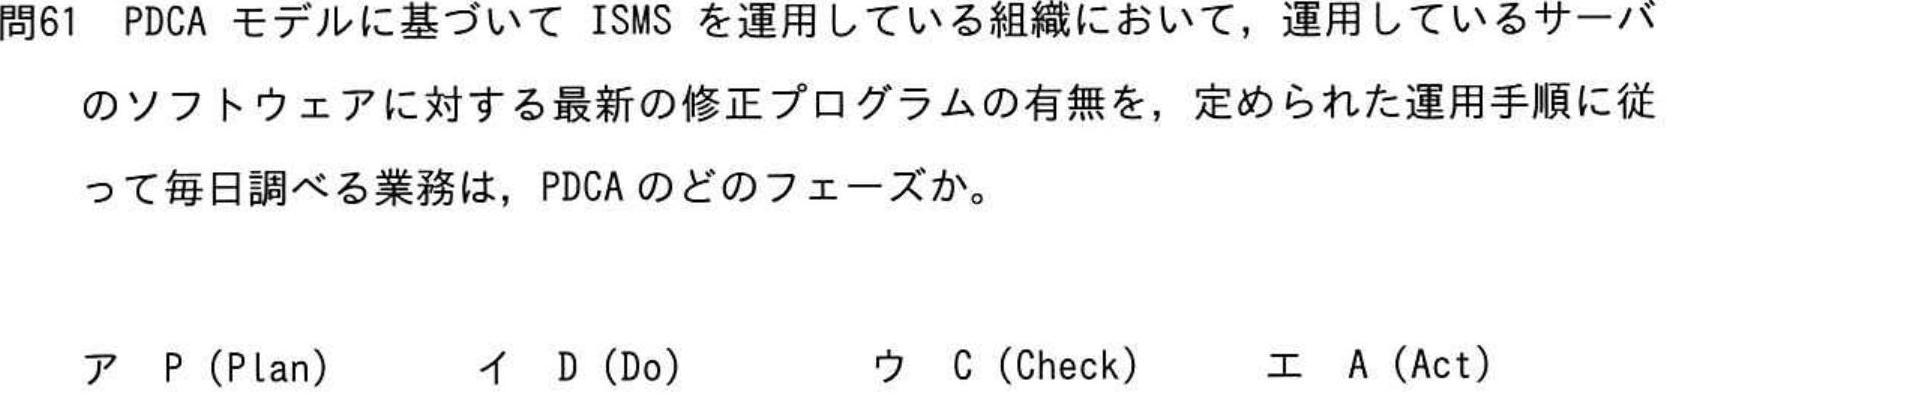 問61 PDCA モデルに基づいて ISMS を運用している組織において，運用しているサーバ
のソフトウェアに対する最新の修正プログラムの有無を，定められた運用手順に従
って毎日調べる業務は，PDCA のどのフェーズか。
ア P (Plan) イ D (Do) ウ C (Check) エ A (Act)